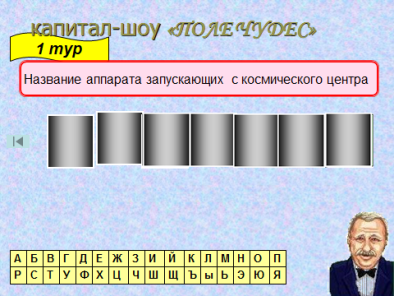 капитал-шоу «ПОЛЕ ЧУДЕС»
1 тур
Название аппарата запускающих с космического центра
А Б В Г Д Е Ж З И Й К Л М Н О П
Р С Т У Ф Х Ц Ч Ш Щ Ъ ы Ь Э Ю Я